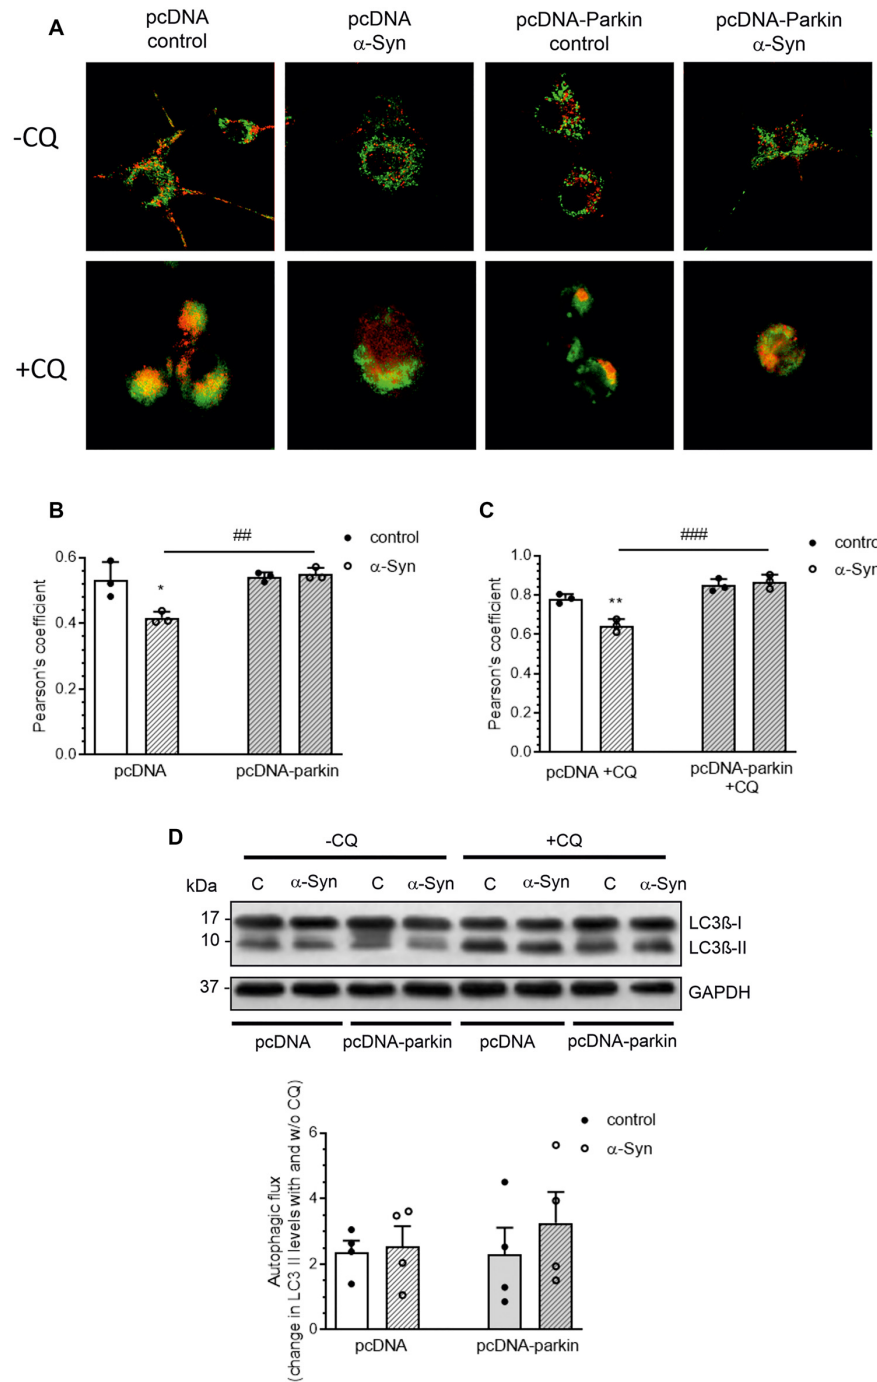 A
pcDNA
control
pcDNA
α-Syn
pcDNA-Parkin
control
pcDNA-Parkin
α-Syn
-CQ
+CQ
B
##
control
α-Syn
Pearson's coefficient
0.6
0.4
0.2
0.0
*
pcDNA
pcDNA-parkin
C
###
control
α-Syn
Pearson's coefficient
1.0
0.8
0.6
0.4
0.2
0.0
**
pcDNA +CQ
pcDNA-parkin
+CQ
D
-CQ
+CQ
kDa
C
α-Syn
C
α-Syn
C
α-Syn
C
α-Syn
17
10
37
LC3ß-I
LC3ß-II
GAPDH
pcDNA
pcDNA-parkin
pcDNA
pcDNA-parkin
control
α-Syn
Autophagic flux
(change in LC3 II levels with and w/o CQ)
6
4
2
0
pcDNA
pcDNA-parkin